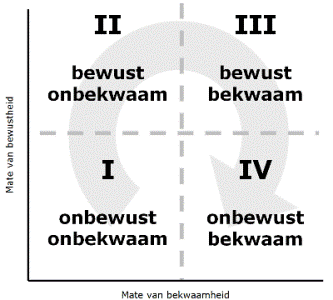 II
III
bewust
onbekwaam
bewust
bekwaam
Mate van bewustheid
I
IV
onbewust
onbekwaam
onbewust
bekwaam
Mate van bekwaamheid